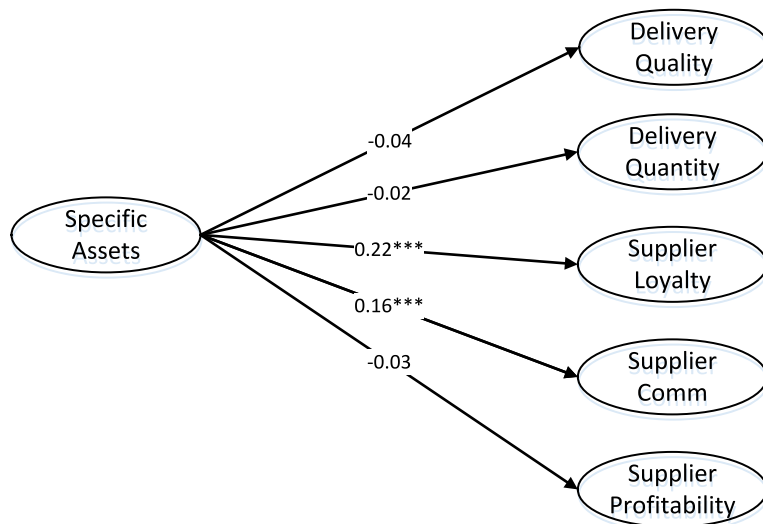 Delivery
Quality
-0.04
Delivery
Quantity
-0.02
Specific
Assets
0.22***
Supplier
Loyalty
0.16***
-0.03
Supplier
Comm
Supplier
Profitability